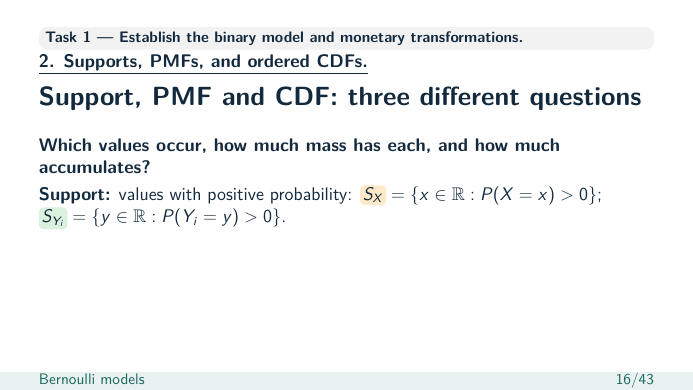 Task 1 — Establish the binary model and monetary transformations.
2. Supports, PMFs, and ordered CDFs.
Support, PMF and CDF: three different questions
Which values occur, how much mass has each, and how much
accumulates?
Support: values with positive probability: S_X = {x ∈ ℝ : P(X = x) > 0};
S_{Y_i} = {y ∈ ℝ : P(Y_i = y) > 0}.
Bernoulli models 16/43